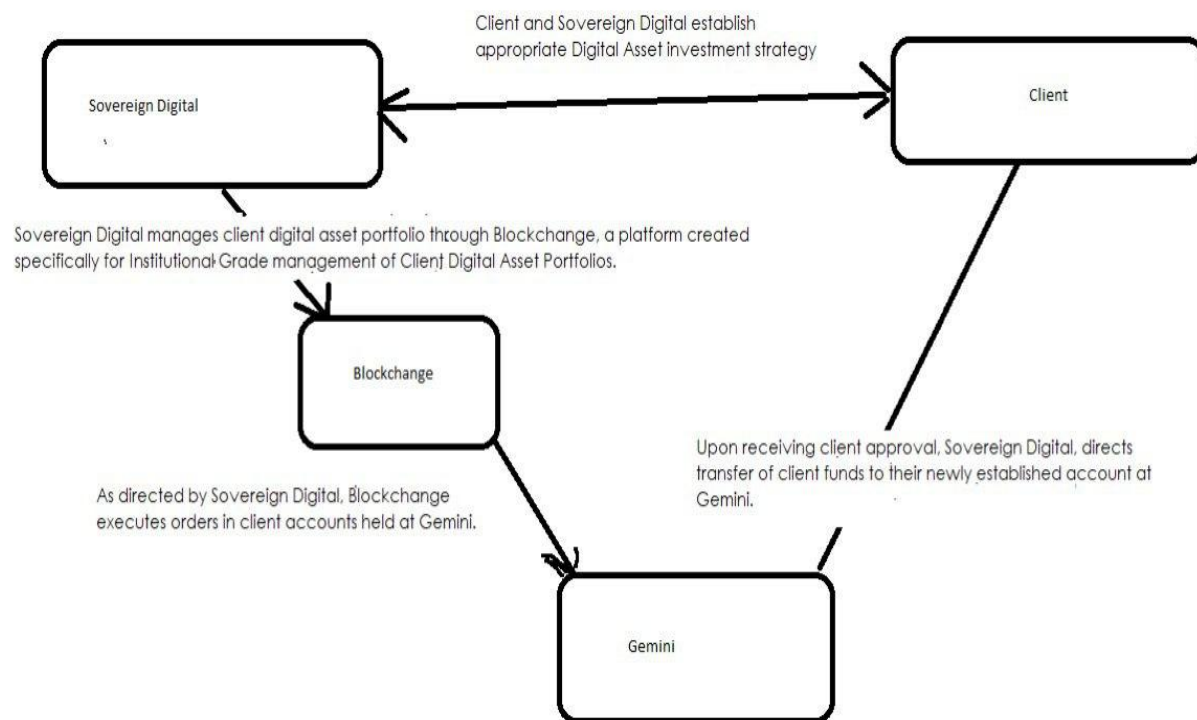 Client and Sovereign Digital establish
appropriate Digital Asset investment strategy
Sovereign Digital
Client
Sovereign Digital manages client digital asset portfolio through Blockchange, a platform created
specifically for Institutional Grade management of Client Digital Asset Portfolios.
Blockchange
Upon receiving client approval, Sovereign Digital, directs
transfer of client funds to their newly established account at
Gemini.
As directed by Sovereign Digital, Blockchange
executes orders in client accounts held at Gemini.
Gemini